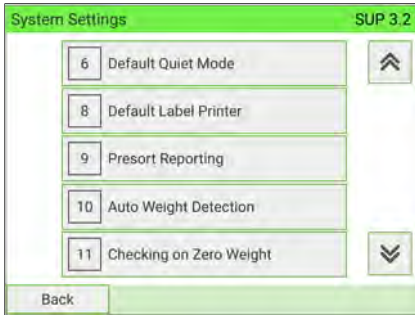 System Settings SUP 3.2
6 Default Quiet Mode
8 Default Label Printer
9 Presort Reporting
10 Auto Weight Detection
11 Checking on Zero Weight
Back